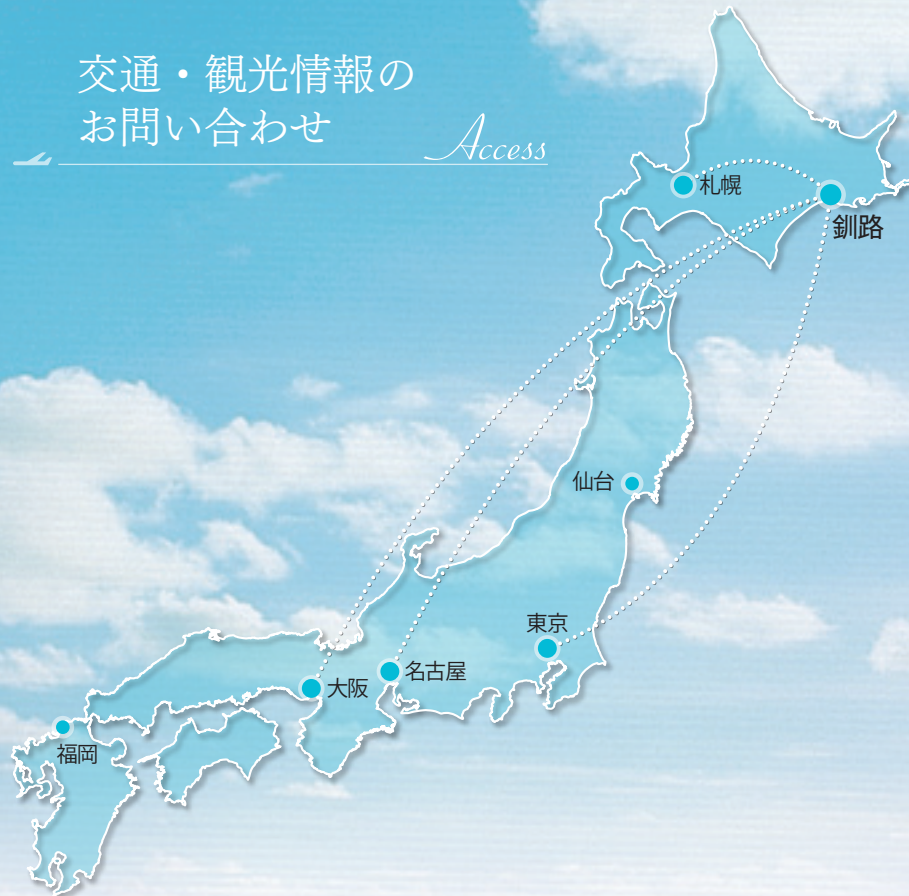 交通・観光情報の
お問い合わせ
Access
札幌
釧路
仙台
東京
名古屋
大阪
福岡